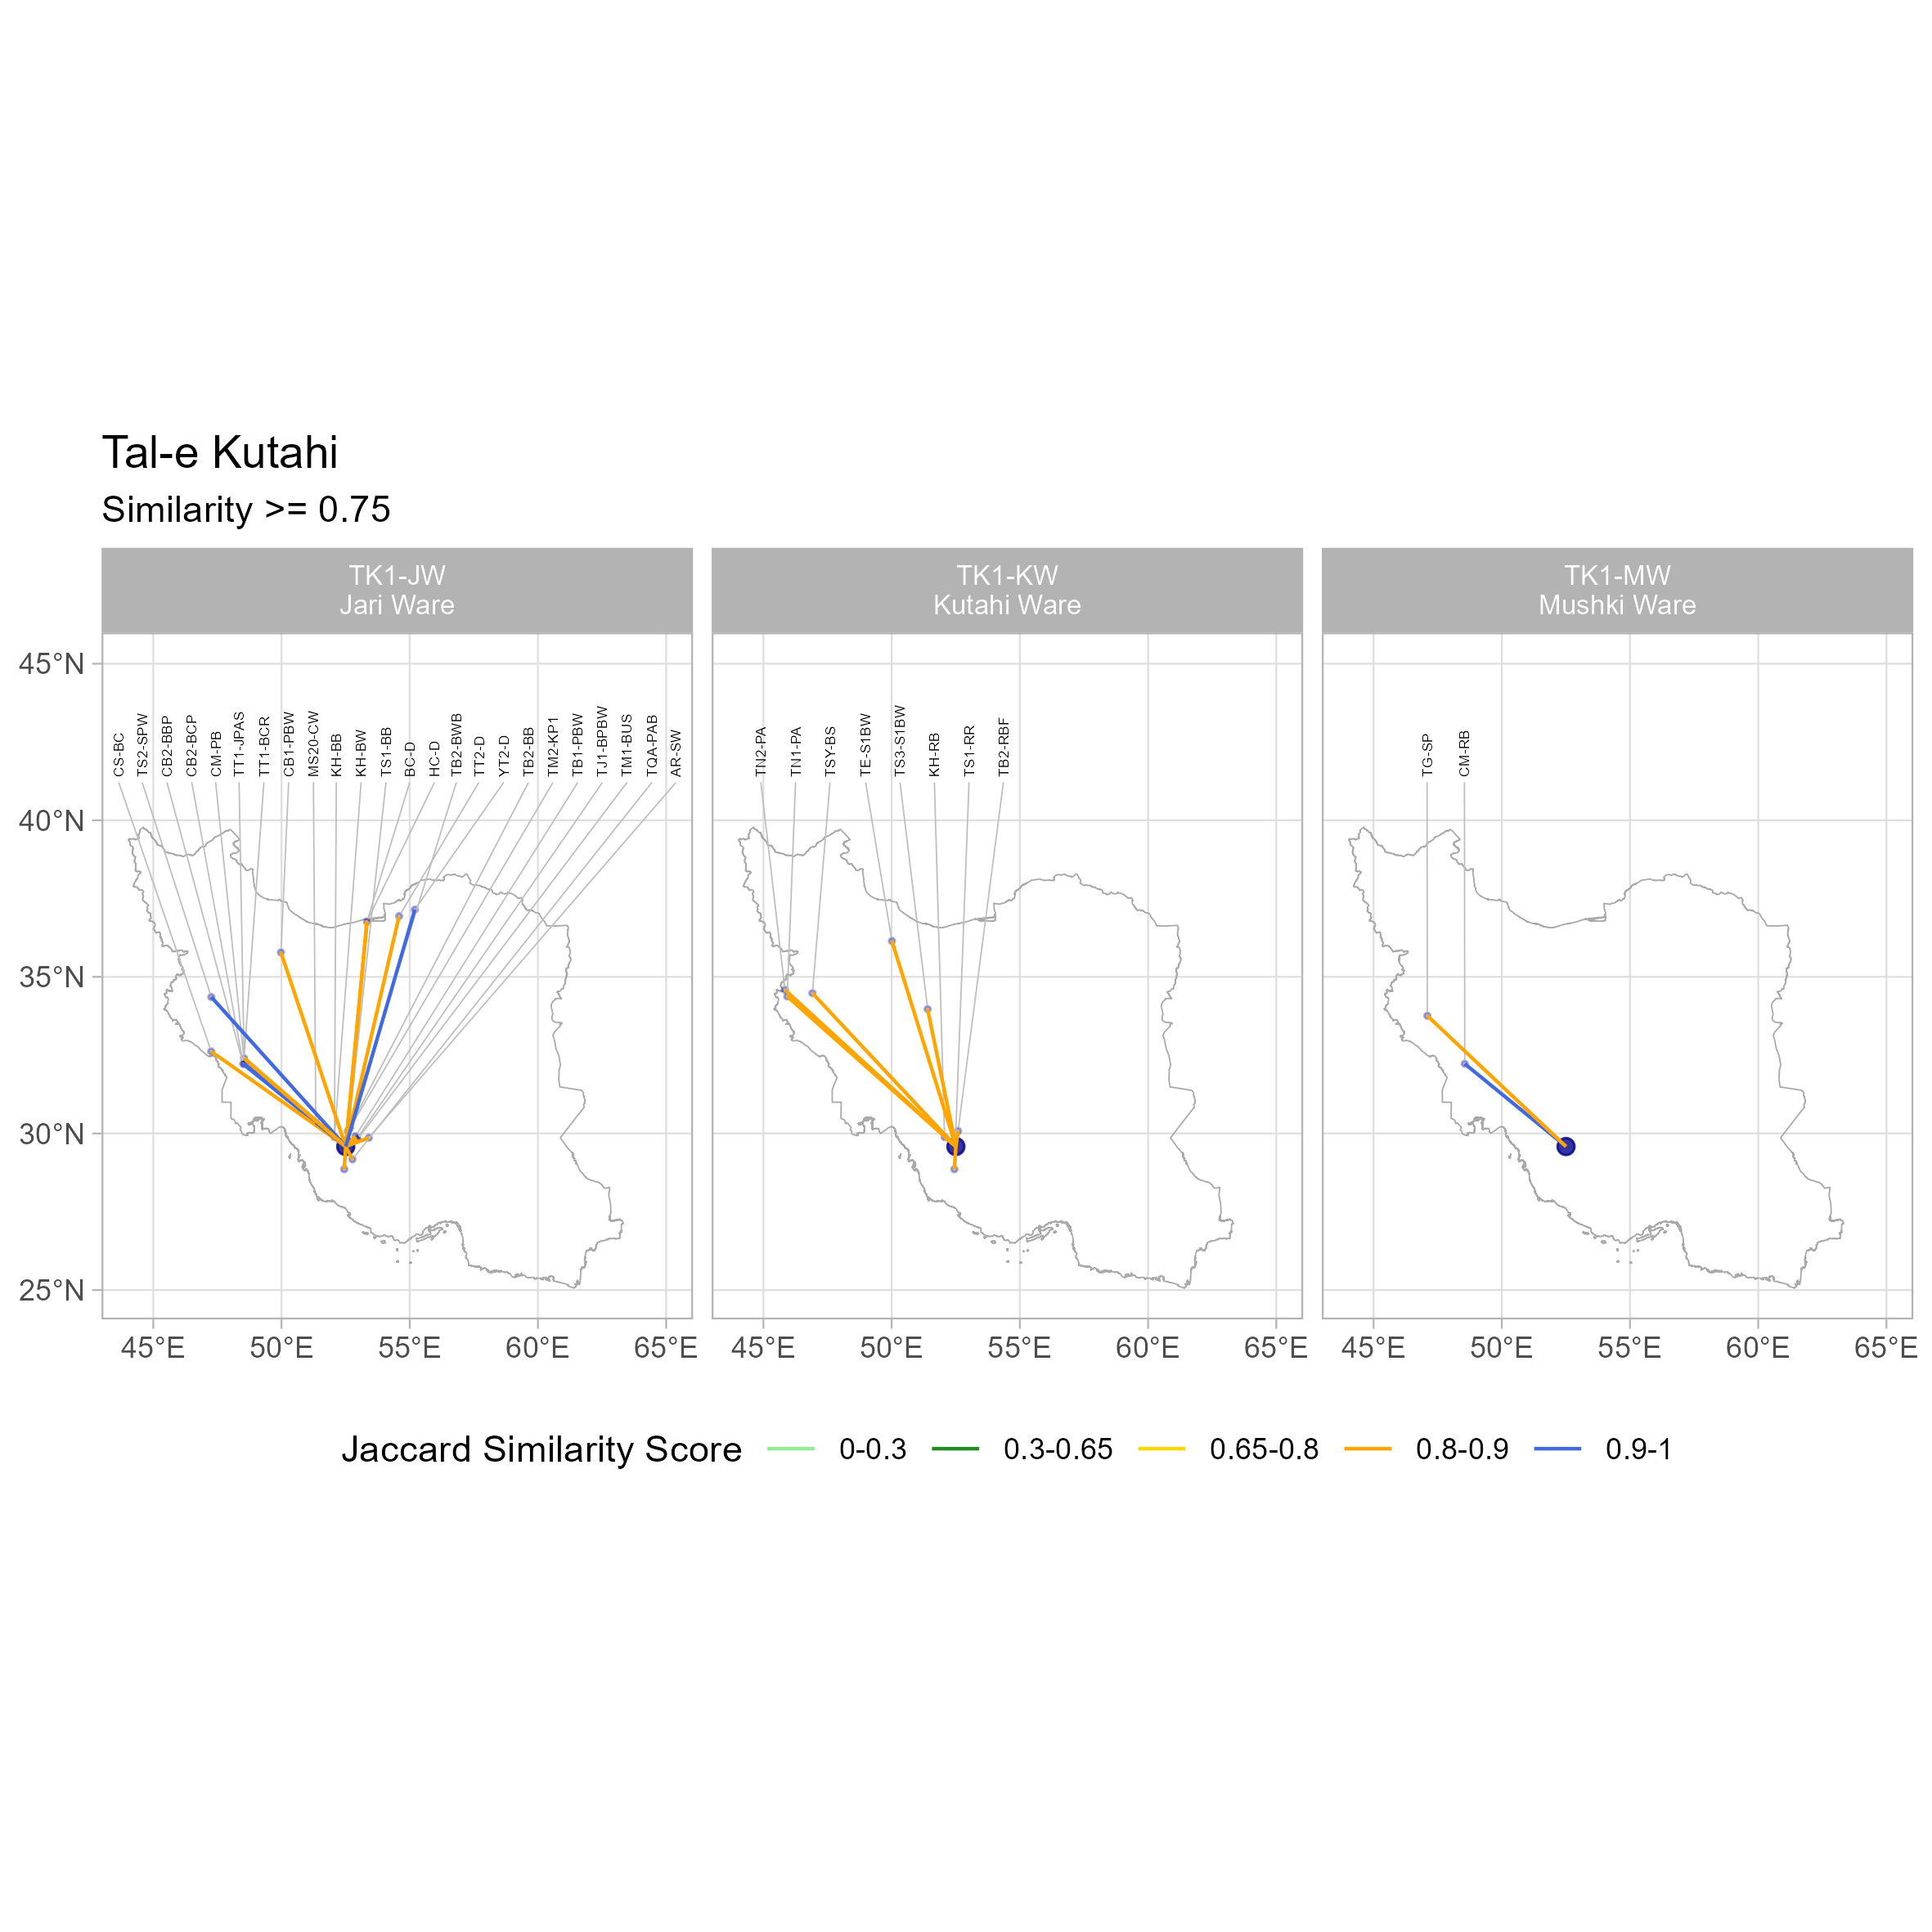 Tal-e Kutahi
Similarity >= 0.75
TK1-JW
Jari Ware
TK1-KW
Kutahi Ware
TK1-MW
Mushki Ware
45°N
40°N
35°N
30°N
25°N
CS-BC
TS2-SPW
CB2-BBP
CB2-BCP
CM-PB
TT1-JPAS
TT1-BCR
CB1-PBW
MS20-CW
KH-BB
KH-BW
TS1-BB
BC-D
HC-D
TB2-BWB
TT2-D
YT2-D
TB2-BB
TM2-KP1
TB1-PBW
TJ1-BPBW
TM1-BUS
TQA-PAB
AR-SW
TN2-PA
TN1-PA
TSY-BS
TE-S1BW
TS3-S1BW
KH-RB
TS1-RR
TB2-RBF
TG-SP
CM-RB
45°E 50°E 55°E 60°E 65°E
45°E 50°E 55°E 60°E 65°E
45°E 50°E 55°E 60°E 65°E
Jaccard Similarity Score 0-0.3 0.3-0.65 0.65-0.8 0.8-0.9 0.9-1